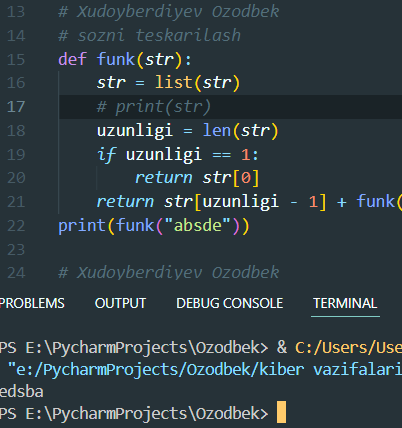 13 # Xudoyberdiyev Ozodbek
14 # sozni teskarilash
15 def funk(str):
16     str = list(str)
17     # print(str)
18     uzunligi = len(str)
19     if uzunligi == 1:
20         return str[0]
21     return str[uzunligi - 1] + funk(
22 print(funk("absde"))
23
24 # Xudoyberdiyev Ozodbek
PROBLEMS OUTPUT DEBUG CONSOLE TERMINAL
PS E:\PycharmProjects\Ozodbek> & C:/Users/Use
"e:/PycharmProjects/Ozodbek/kiber vazifalari
edsba
PS E:\PycharmProjects\Ozodbek>